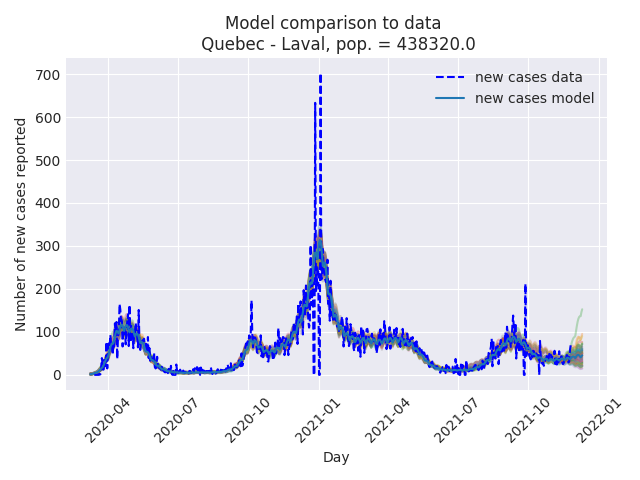 Model comparison to data
Quebec - Laval, pop. = 438320.0
new cases data
new cases model
Number of new cases reported
700
600
500
400
300
200
100
0
2020-04
2020-07
2020-10
2021-01
2021-04
2021-07
2021-10
2022-01
Day